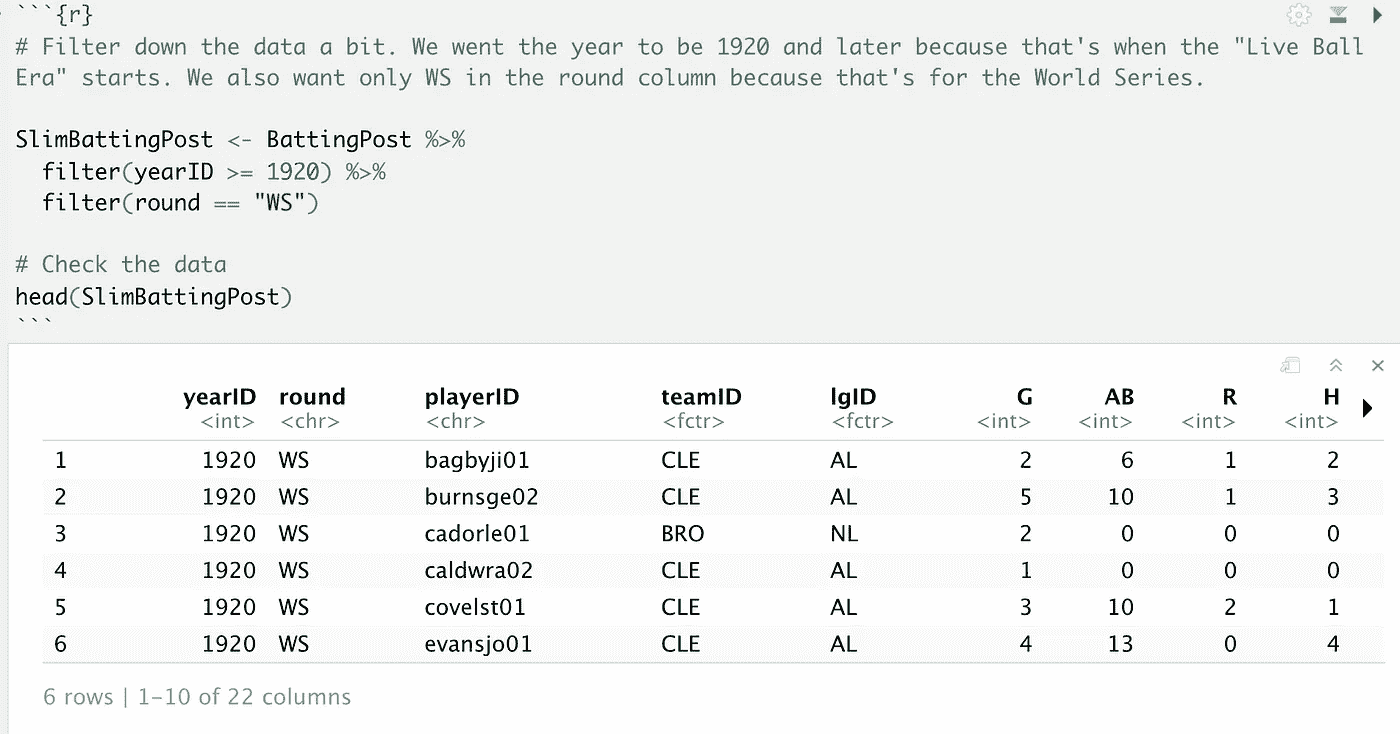 ```{r}
# Filter down the data a bit. We went the year to be 1920 and later because that's when the "Live Ball
Era" starts. We also want only WS in the round column because that's for the World Series.
SlimBattingPost <- BattingPost %>%
  filter(yearID >= 1920) %>%
  filter(round == "WS")
# Check the data
head(SlimBattingPost)
```
yearID round playerID teamID lgID G AB R H
<int> <chr> <chr> <fctr> <fctr> <int> <int> <int> <int>
1 1920 WS bagbyji01 CLE AL 2 6 1 2
2 1920 WS burnsge02 CLE AL 5 10 1 3
3 1920 WS cadorle01 BRO NL 2 0 0 0
4 1920 WS caldwra02 CLE AL 1 0 0 0
5 1920 WS covelst01 CLE AL 3 10 2 1
6 1920 WS evansjo01 CLE AL 4 13 0 4
6 rows | 1–10 of 22 columns